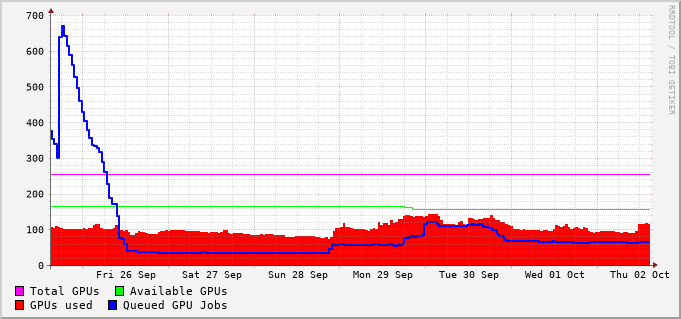 700
600
500
400
300
200
100
0
Fri 26 Sep Sat 27 Sep Sun 28 Sep Mon 29 Sep Tue 30 Sep Wed 01 Oct Thu 02 Oct
Total GPUs Available GPUs
GPUs used Queued GPU Jobs
RRDTOOL / TOBI OETIKER